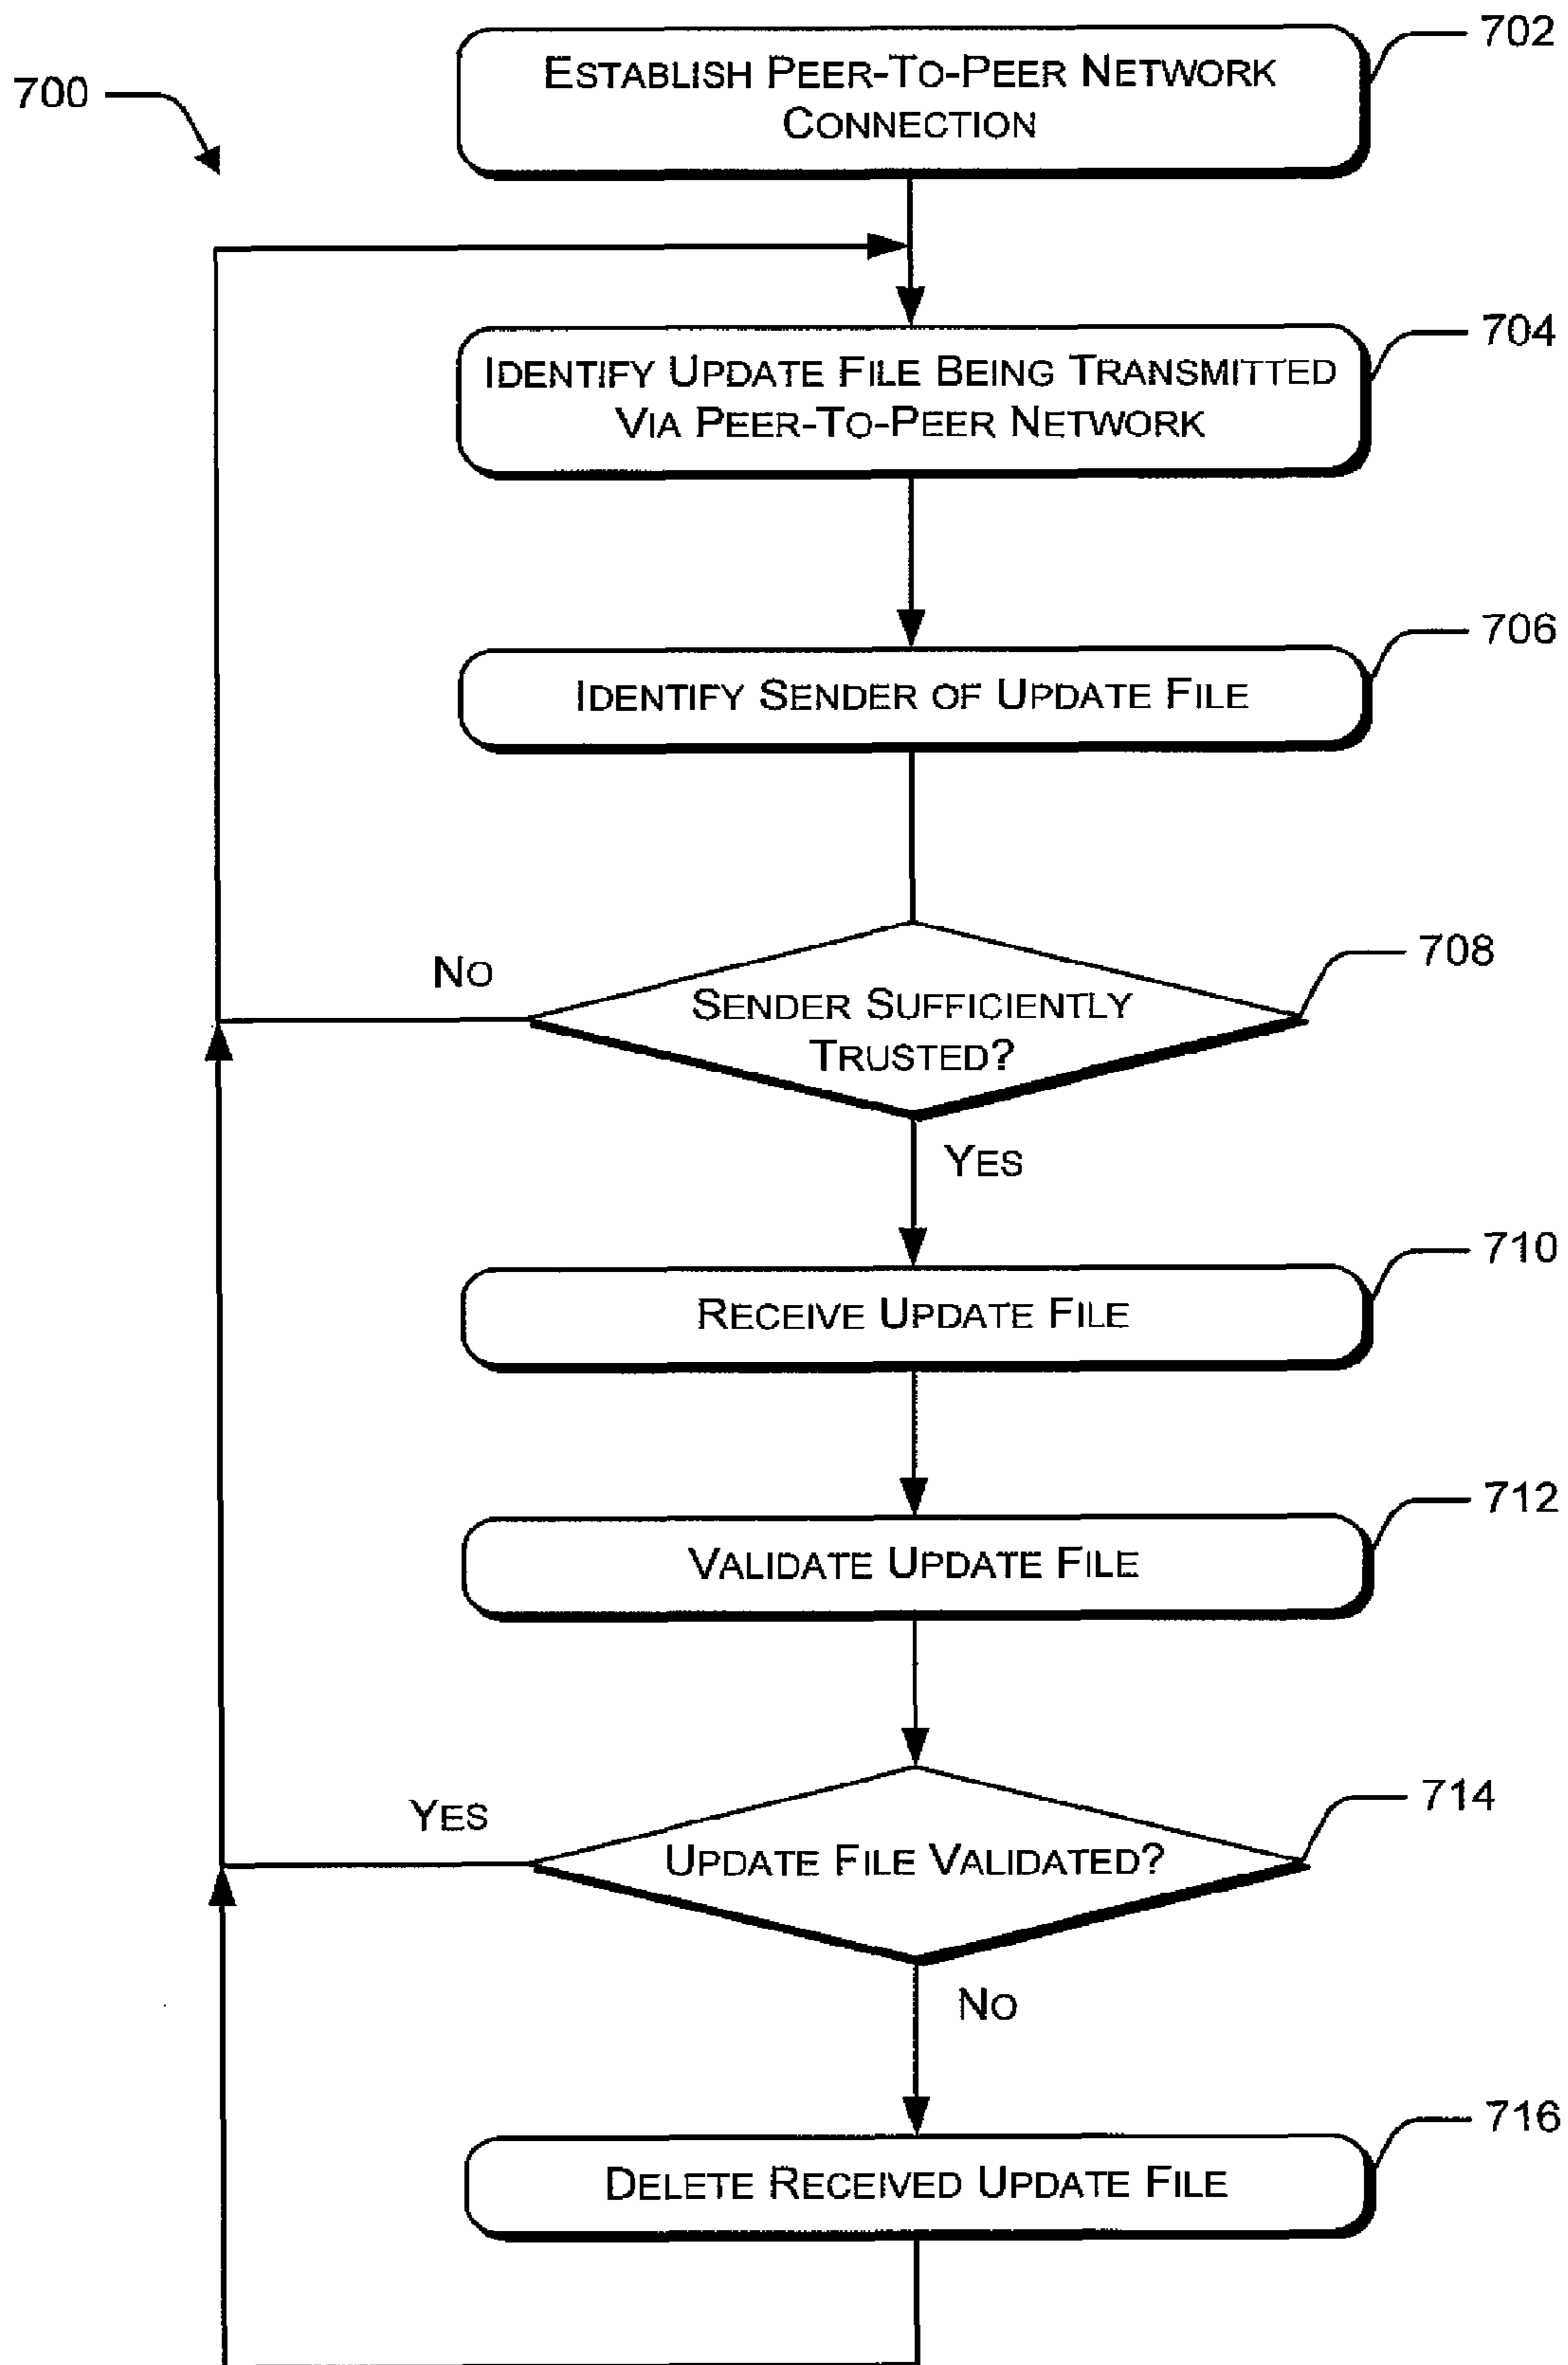 702
ESTABLISH PEER-TO-PEER NETWORK
CONNECTION
700
704
IDENTIFY UPDATE FILE BEING TRANSMITTED
VIA PEER-TO-PEER NETWORK
706
IDENTIFY SENDER OF UPDATE FILE
708
NO
SENDER SUFFICIENTLY
TRUSTED?
YES
710
RECEIVE UPDATE FILE
712
VALIDATE UPDATE FILE
714
YES
UPDATE FILE VALIDATED?
NO
716
DELETE RECEIVED UPDATE FILE